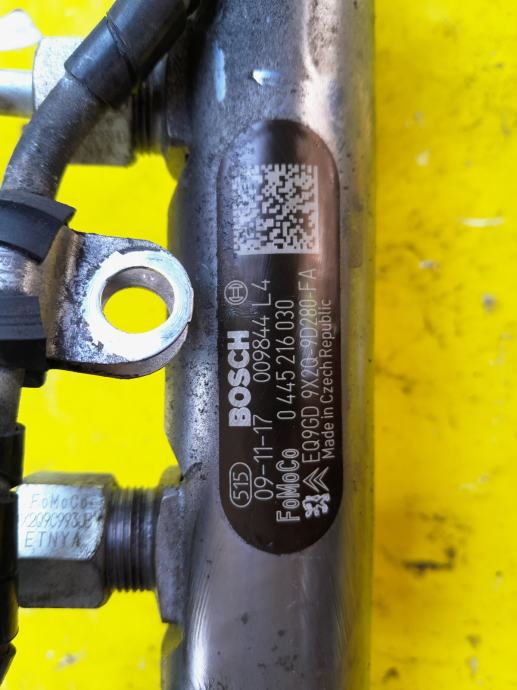 BOSCH
515 09-11-17 009844 L4
FoMoCo 0 445 216 030
EQ9GD 9X2Q-9D280-FA
Made in Czech Republic
FoMoCo
ETNYA